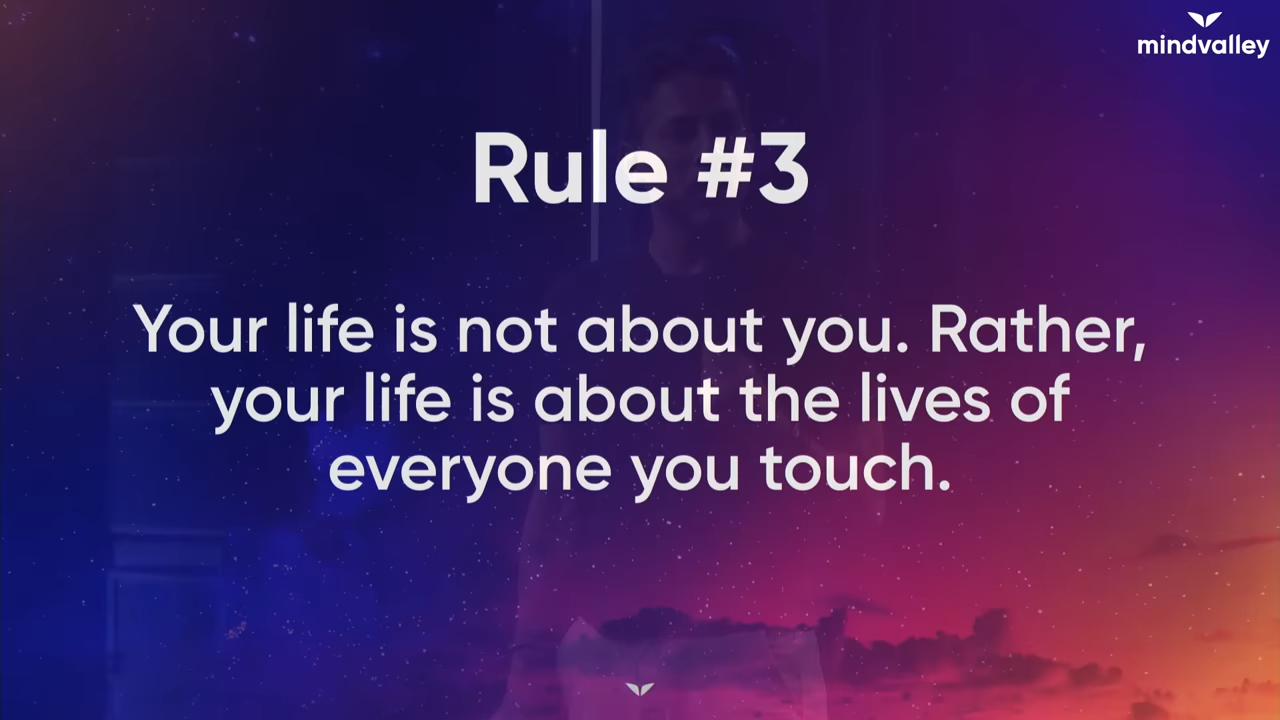 mindvalley
Rule #3
Your life is not about you. Rather,
your life is about the lives of
everyone you touch.